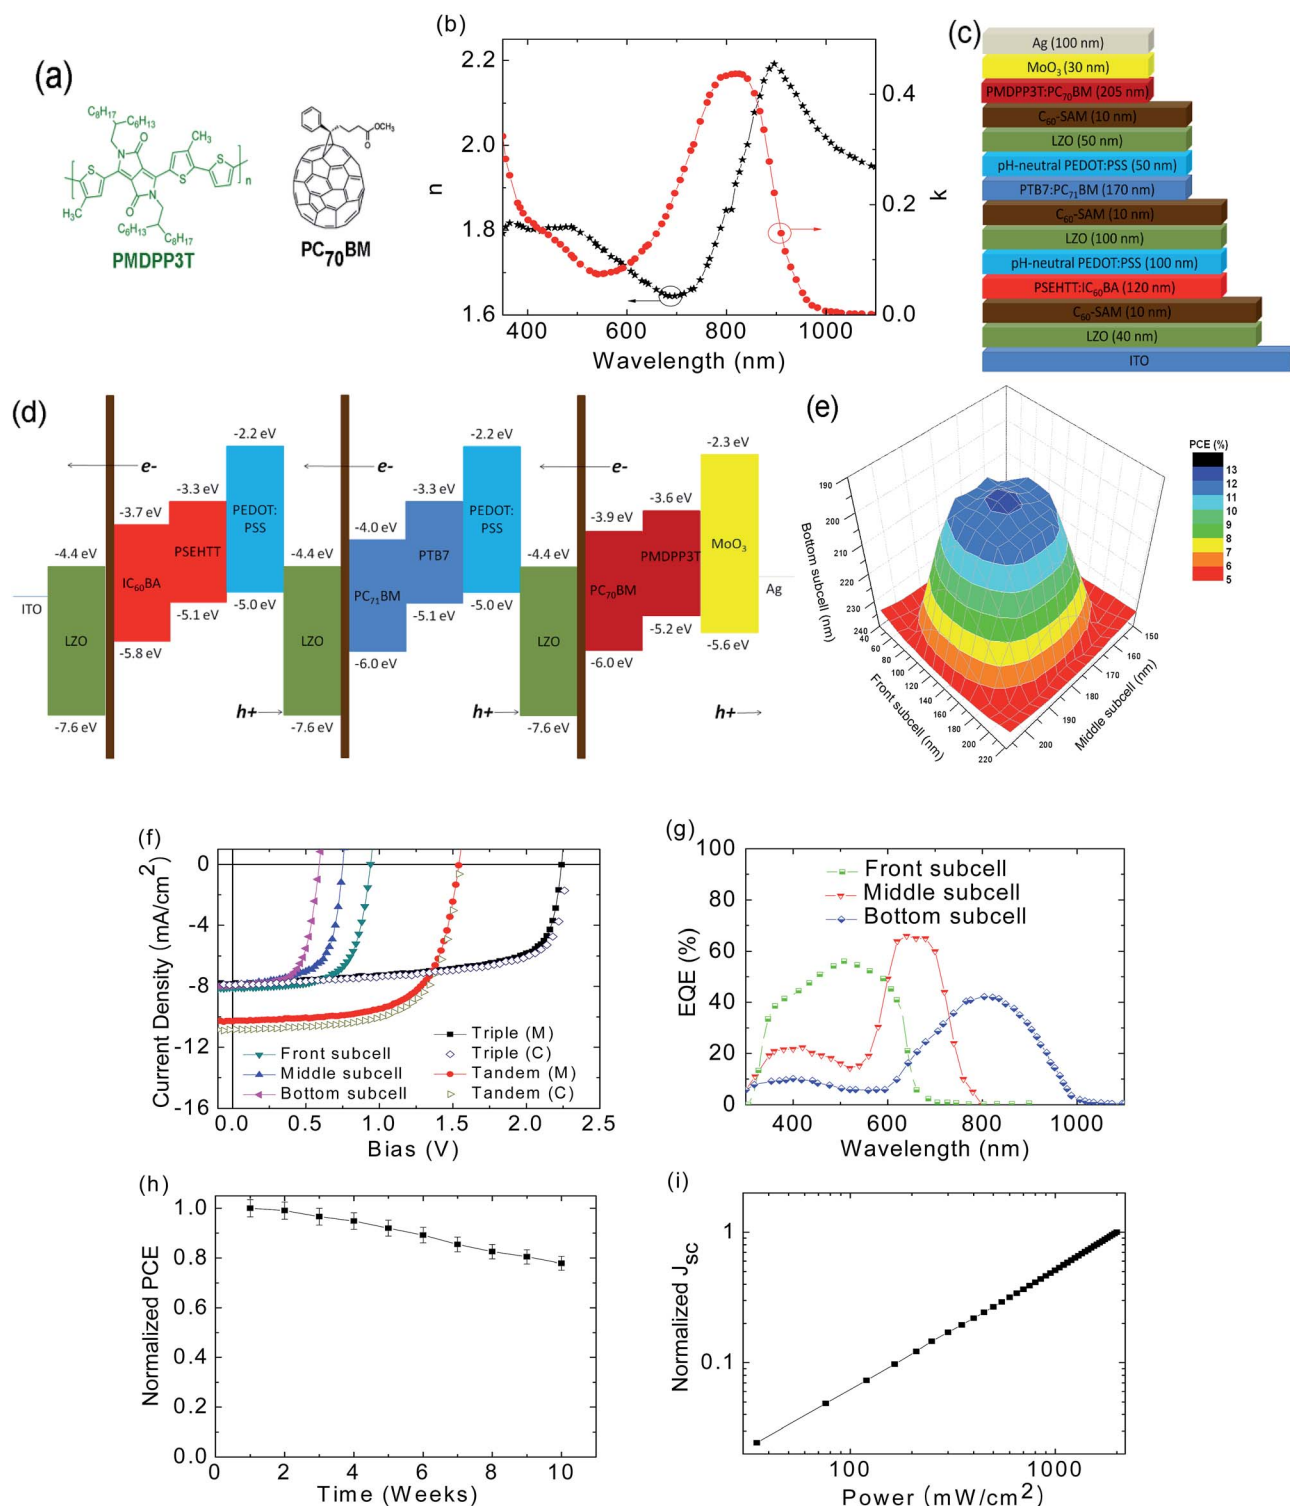 (a)
C8H17
C6H13
N
O
CH3
S
S
S
n
H3C
O
N
C6H13
C8H17
PMDPP3T
OCH3
O
PC70BM
(b)
2.2
2.0
1.8
1.6
n
0.4
0.2
0.0
k
400
600
800
1000
Wavelength (nm)
(c)
Ag (100 nm)
MoO3 (30 nm)
PMDPP3T:PC70BM (205 nm)
C60-SAM (10 nm)
LZO (50 nm)
pH-neutral PEDOT:PSS (50 nm)
PTB7:PC71BM (170 nm)
C60-SAM (10 nm)
LZO (100 nm)
pH-neutral PEDOT:PSS (100 nm)
PSEHTT:IC60BA (120 nm)
C60-SAM (10 nm)
LZO (40 nm)
ITO
(d)
ITO
-4.4 eV
LZO
-7.6 eV
e-
-3.7 eV
IC60BA
-5.8 eV
-3.3 eV
PSEHTT
-5.1 eV
-2.2 eV
PEDOT:
PSS
-5.0 eV
h+
-4.4 eV
LZO
-7.6 eV
e-
-4.0 eV
PC71BM
-6.0 eV
-3.3 eV
PTB7
-5.1 eV
-2.2 eV
PEDOT:
PSS
-5.0 eV
h+
-4.4 eV
LZO
-7.6 eV
e-
-3.9 eV
PC70BM
-6.0 eV
-3.6 eV
PMDPP3T
-5.2 eV
-2.3 eV
MoO3
-5.6 eV
Ag
h+
(e)
PCE (%)
13
12
11
10
9
8
7
6
5
190
200
210
220
230
240
Bottom subcell (nm)
40
60
80
100
120
140
160
180
200
220
Front subcell (nm)
150
160
170
180
190
200
Middle subcell (nm)
(f)
0
-4
-8
-12
-16
Current Density (mA/cm2)
Front subcell
Middle subcell
Bottom subcell
Triple (M)
Triple (C)
Tandem (M)
Tandem (C)
0.0
0.5
1.0
1.5
2.0
2.5
Bias (V)
(g)
100
80
60
40
20
0
EQE (%)
Front subcell
Middle subcell
Bottom subcell
400
600
800
1000
Wavelength (nm)
(h)
1.0
0.8
0.6
0.4
0.2
0.0
Normalized PCE
0
2
4
6
8
10
Time (Weeks)
(i)
1
0.1
Normalized Jsc
100
1000
Power (mW/cm2)